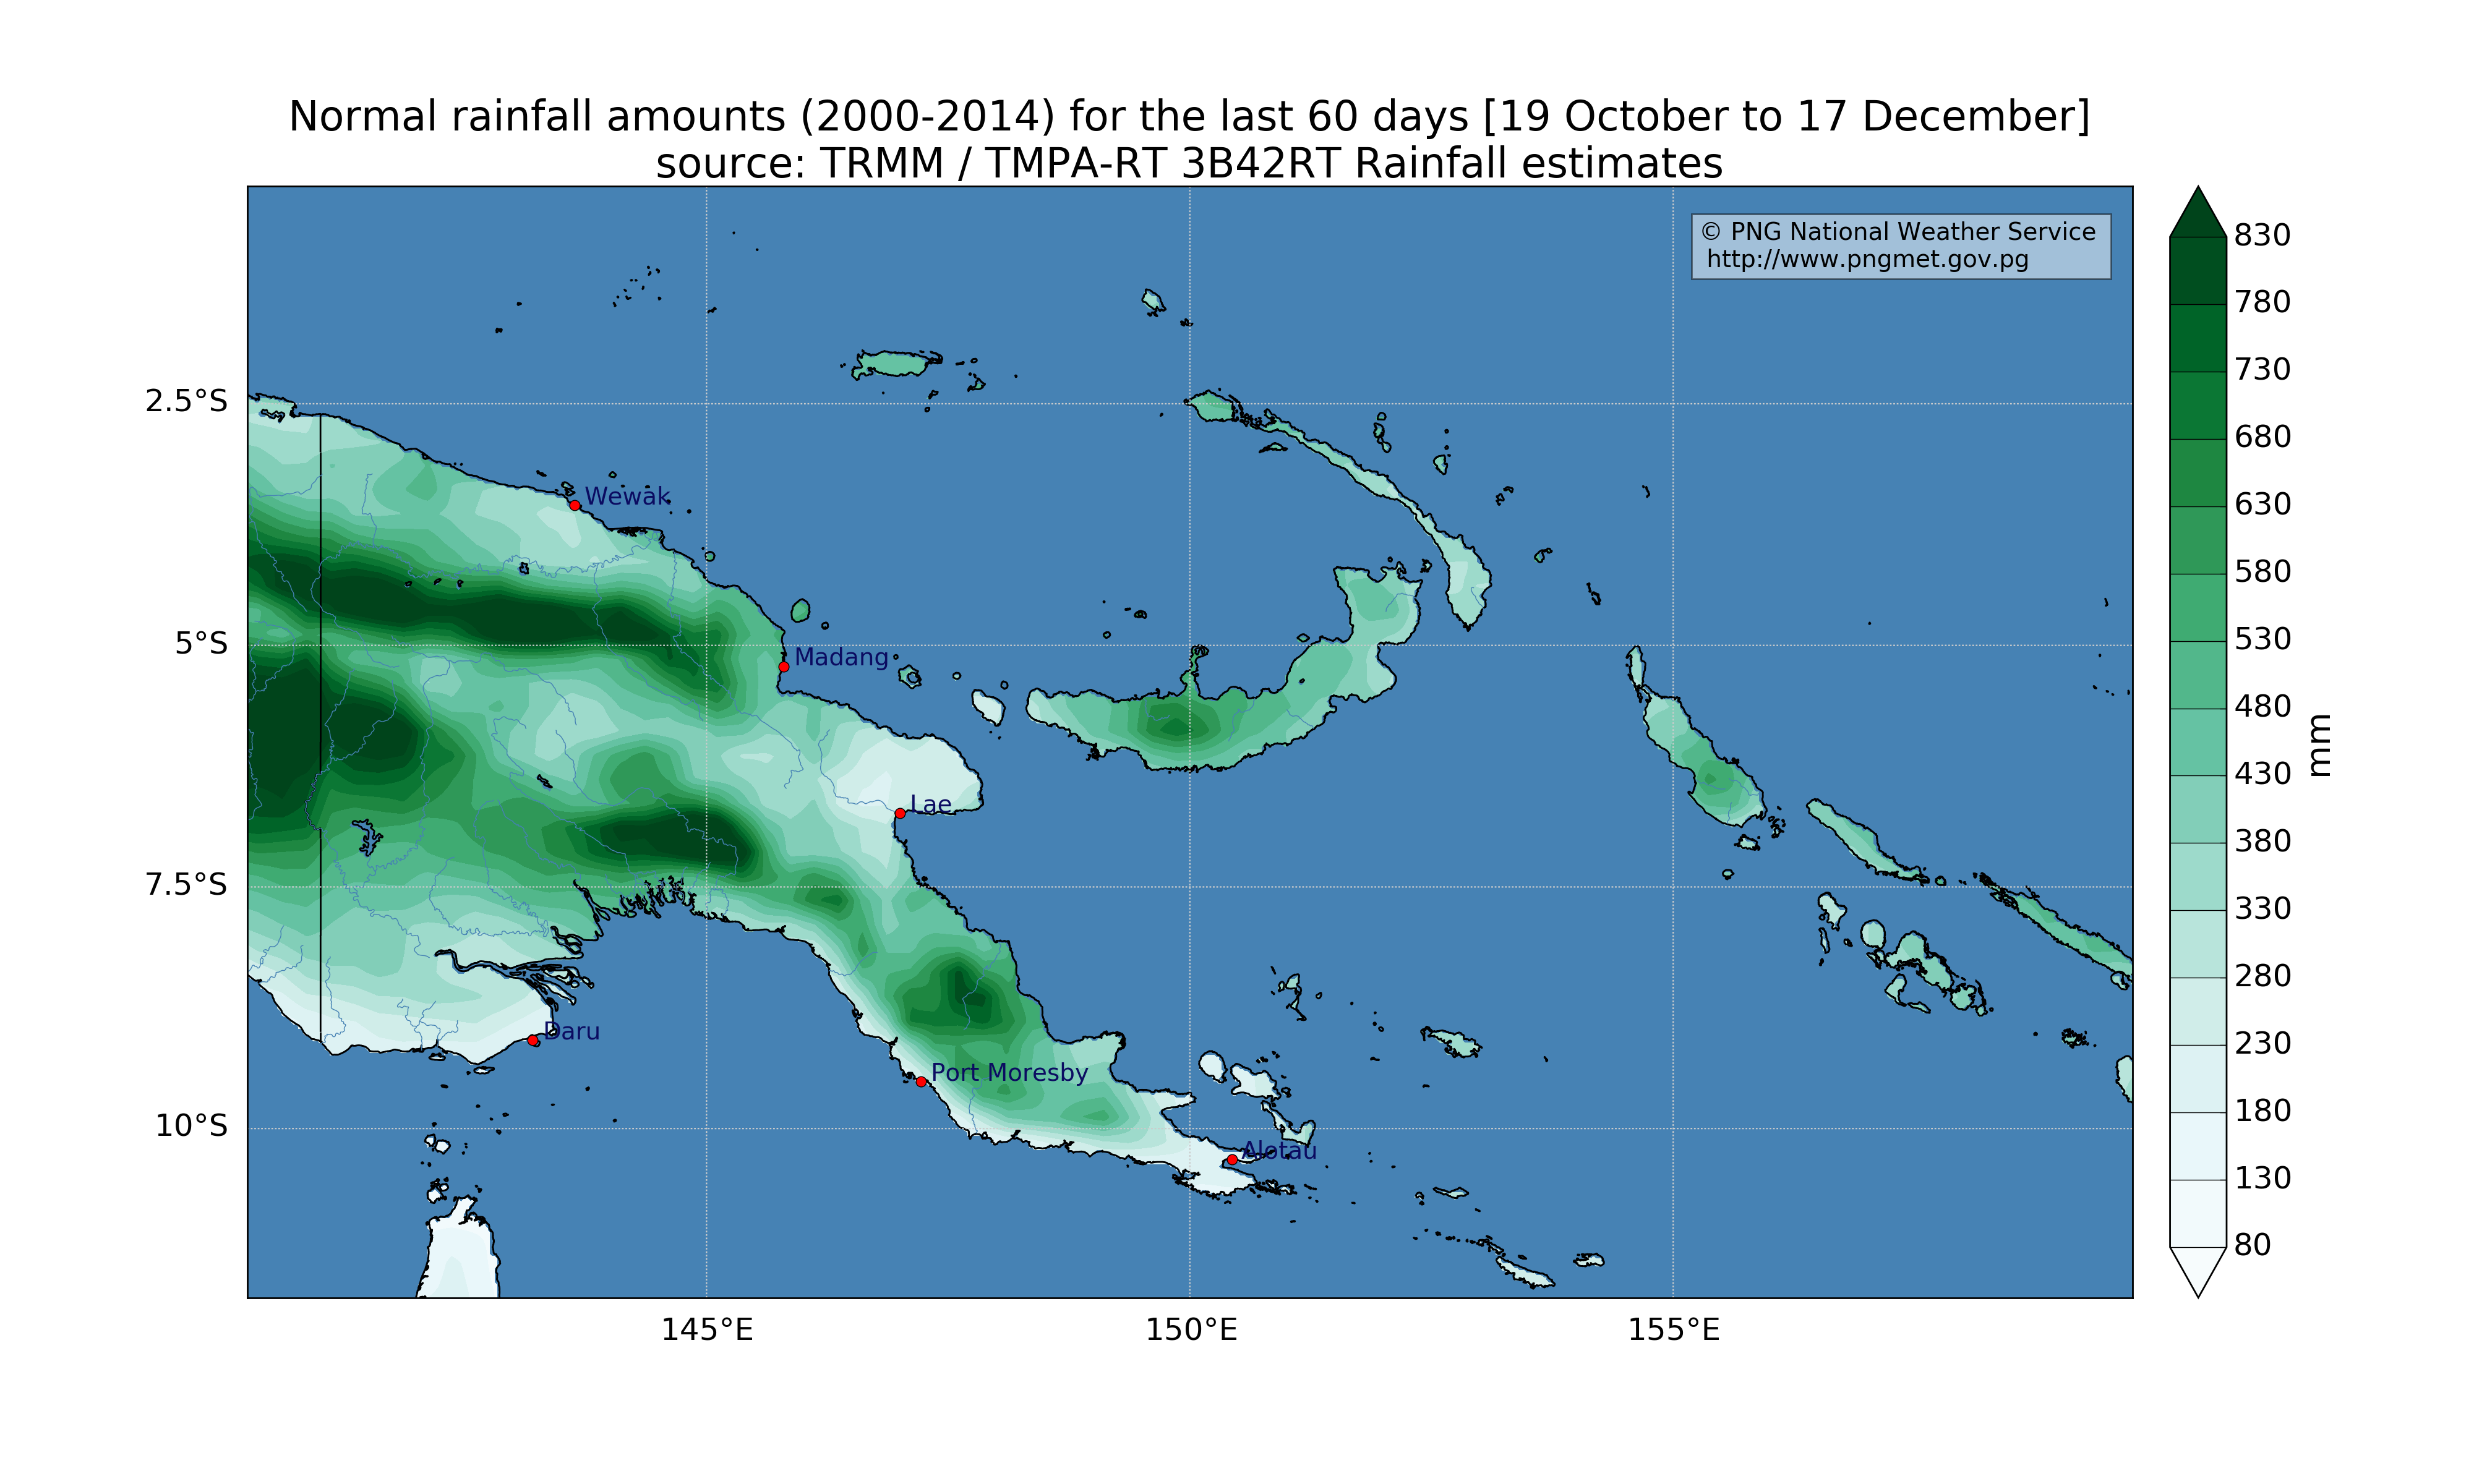 Normal rainfall amounts (2000-2014) for the last 60 days [19 October to 17 December]
source: TRMM / TMPA-RT 3B42RT Rainfall estimates
© PNG National Weather Service
http://www.pngmet.gov.pg
2.5°S
5°S
7.5°S
10°S
145°E
150°E
155°E
Wewak
Madang
Lae
Daru
Port Moresby
Alotau
830
780
730
680
630
580
530
480
430
380
330
280
230
180
130
80
mm